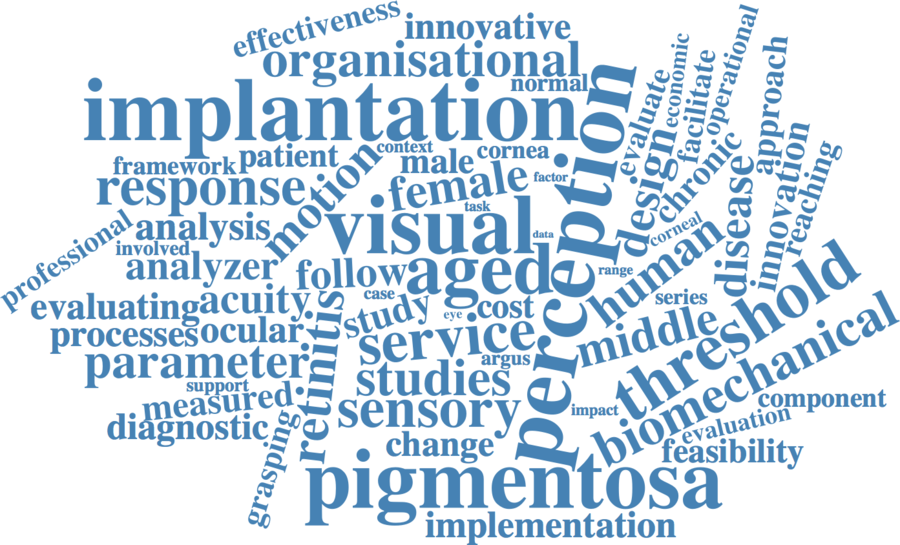 effectiveness
innovative
organisational
normal
implantation
context
framework
patient
male
cornea
response
motion
female
factor
task
professional
analysis
involved
visual
data
analyzer
follow
aged
range
case
evaluating
acuity
study
eye
cost
series
processes
ocular
retinitis
service
argus
parameter
support
studies
measured
impact
diagnostic
sensory
grasping
change
pigmentosa
implementation
perception
evaluate
economic
facilitate
operational
approach
design
chronic
corneal
disease
innovation
reaching
human
middle
threshold
biomechanical
component
evaluation
feasibility